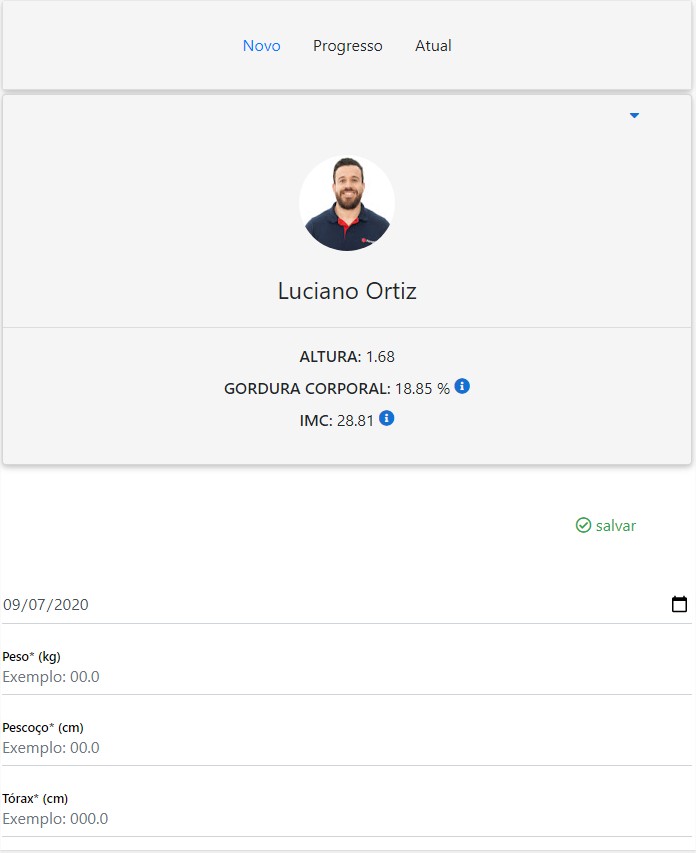 Novo Progresso Atual
Luciano Ortiz
ALTURA: 1.68
GORDURA CORPORAL: 18.85 %
IMC: 28.81
salvar
09/07/2020
Peso* (kg)
Exemplo: 00.0
Pescoço* (cm)
Exemplo: 00.0
Tórax* (cm)
Exemplo: 000.0